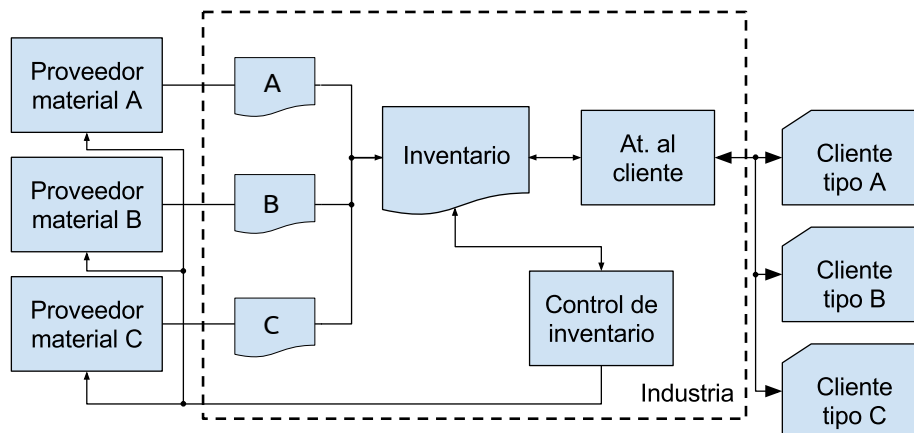 Proveedor
material A
A
Proveedor
material B
B
Proveedor
material C
C
Inventario
At. al
cliente
Control de
inventario
Industria
Cliente
tipo A
Cliente
tipo B
Cliente
tipo C